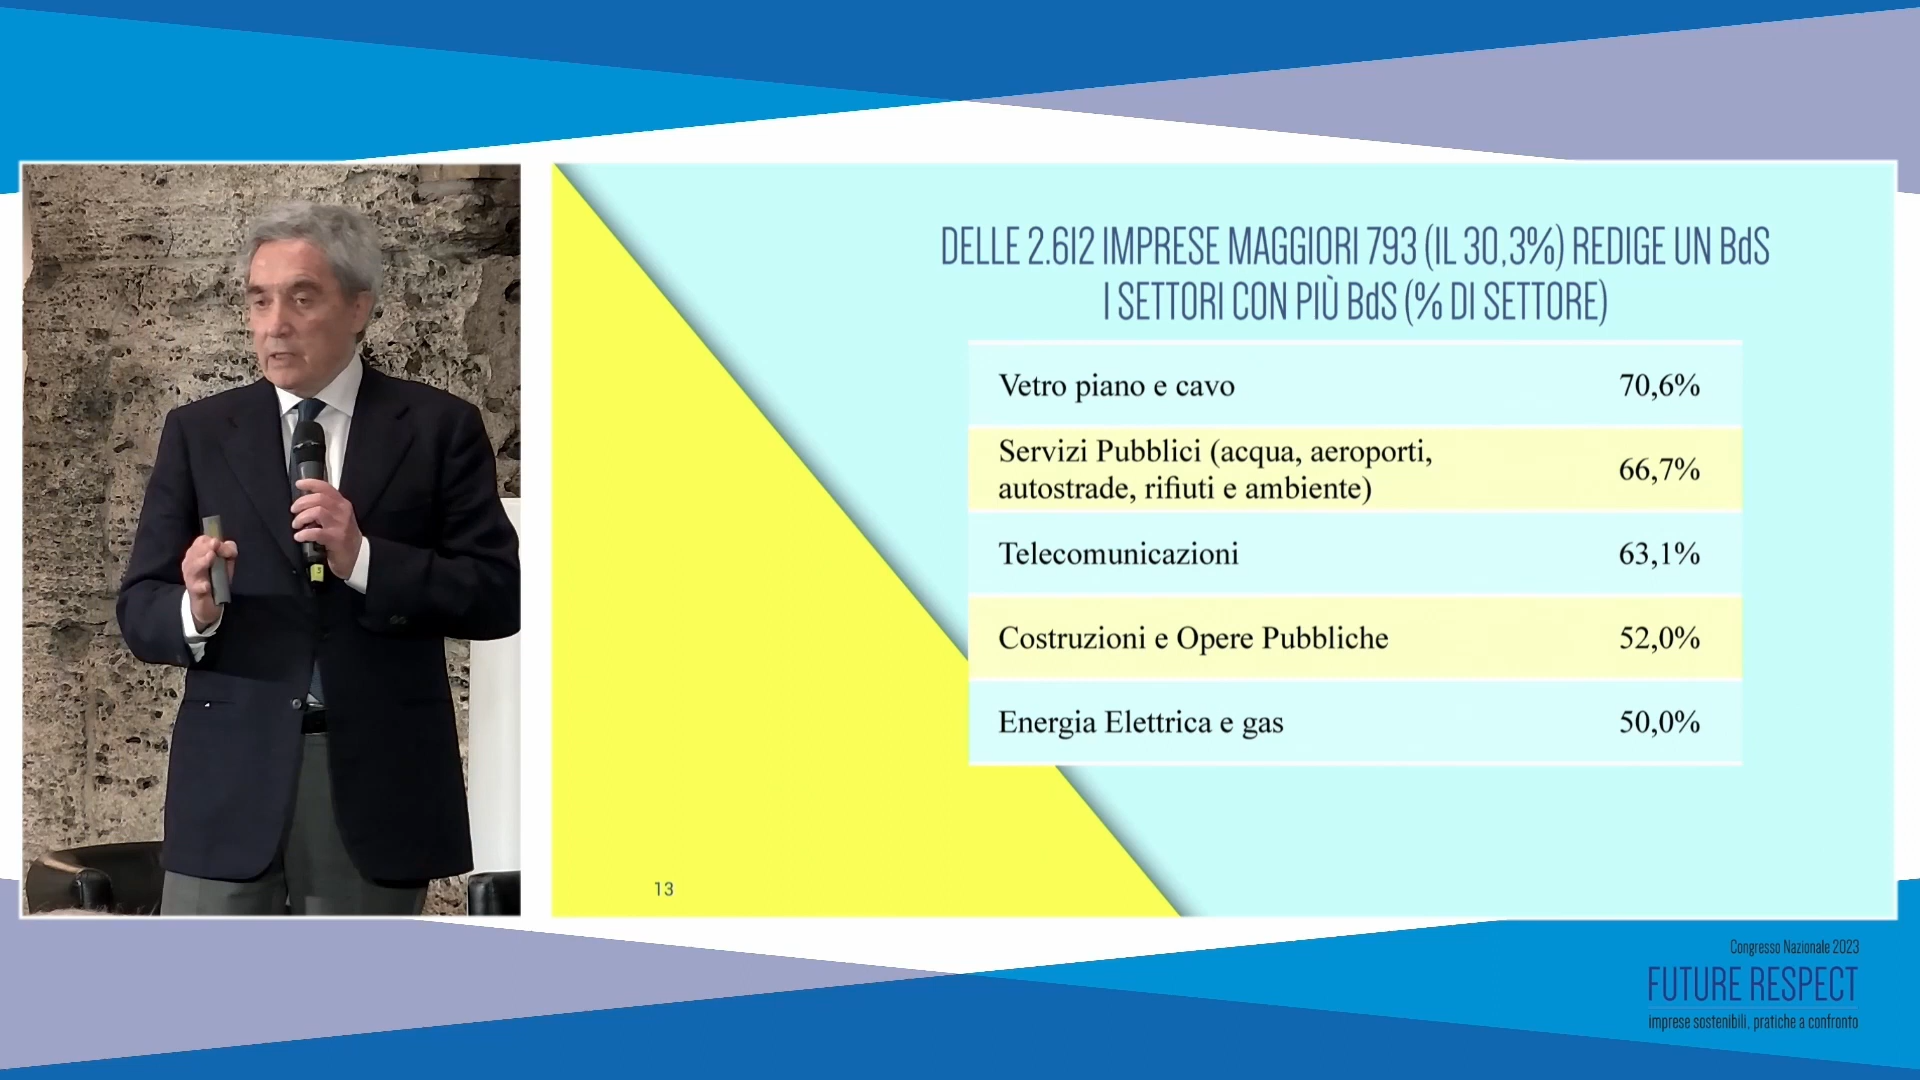 DELLE 2.612 IMPRESE MAGGIORI 793 (IL 30,3%) REDIGE UN BdS
I SETTORI CON PIÙ BdS (% DI SETTORE)
Vetro piano e cavo 70,6%
Servizi Pubblici (acqua, aeroporti,
autostrade, rifiuti e ambiente) 66,7%
Telecomunicazioni 63,1%
Costruzioni e Opere Pubbliche 52,0%
Energia Elettrica e gas 50,0%
13
Congresso Nazionale 2023
FUTURE RESPECT
imprese sostenibili, pratiche a confronto